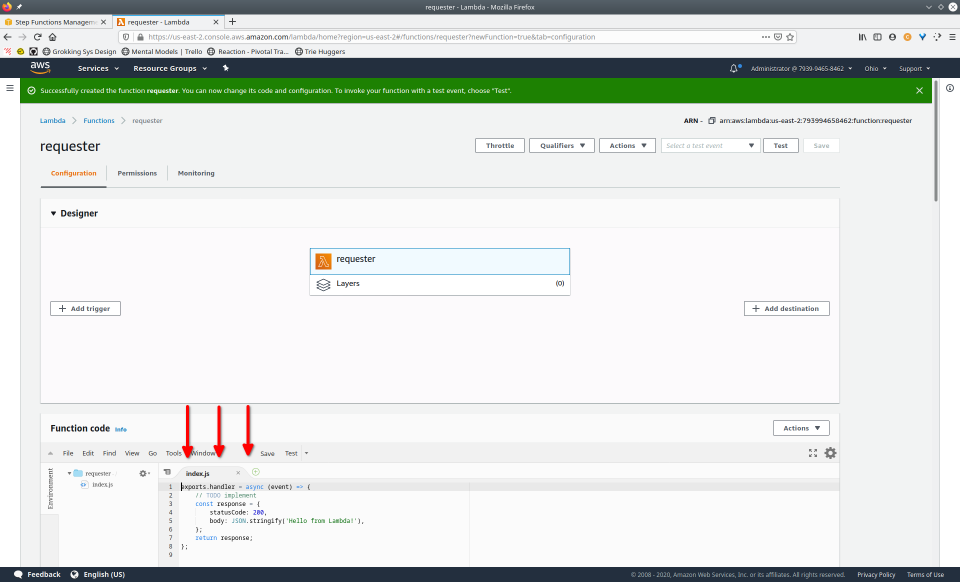 requester - Lambda - Mozilla Firefox
Step Functions Managem
requester - Lambda
https://us-east-2.console.aws.amazon.com/lambda/home?region=us-east-2#/functions/requester?newFunction=true&tab=configuration
Grokking Sys Design
Mental Models | Trello
Reaction - Pivotal Tra...
Trie Huggers
aws
Services
Resource Groups
Administrator @ 7939-9465-8462
Ohio
Support
Successfully created the function requester. You can now change its code and configuration. To invoke your function with a test event, choose "Test".
Lambda
Functions
requester
ARN - arn:aws:lambda:us-east-2:793994658462:function:requester
requester
Throttle
Qualifiers
Actions
Select a test event
Test
Save
Configuration
Permissions
Monitoring
Designer
requester
Layers
(0)
Add trigger
Add destination
Function code Info
Actions
File Edit Find View Go Tools Window Save Test
Environment
requester
index.js
index.js
1 exports.handler = async (event) => {
2 // TODO implement
3 const response = {
4 statusCode: 200,
5 body: JSON.stringify('Hello from Lambda!'),
6 };
7 return response;
8 };
9
Feedback
English (US)
© 2008 - 2020, Amazon Web Services, Inc. or its affiliates. All rights reserved.
Privacy Policy
Terms of Use